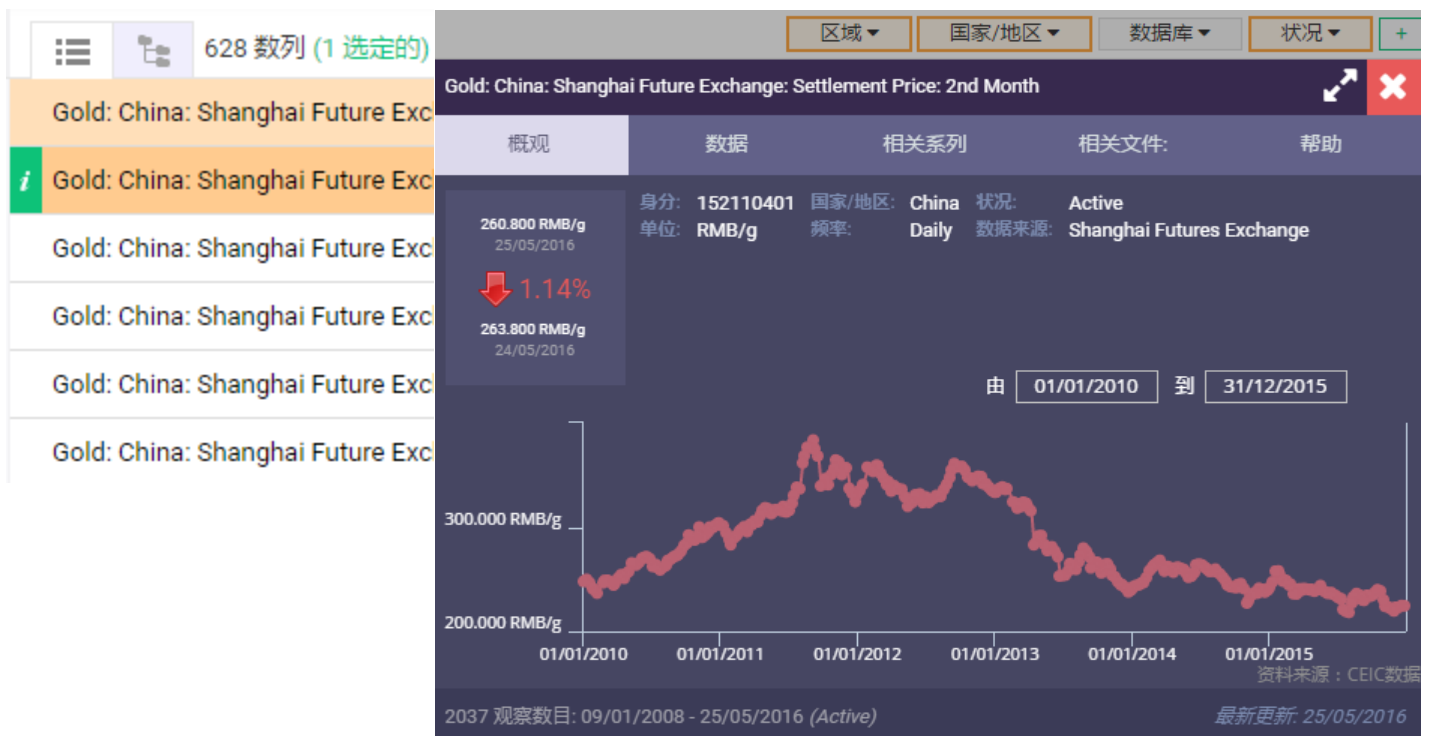 628 数列 (1 选定的)
Gold: China: Shanghai Future Exc
i Gold: China: Shanghai Future Exc
Gold: China: Shanghai Future Exc
Gold: China: Shanghai Future Exc
Gold: China: Shanghai Future Exc
Gold: China: Shanghai Future Exc
区域 国家/地区 数据库 状况 +
Gold: China: Shanghai Future Exchange: Settlement Price: 2nd Month
概观 数据 相关系列 相关文件: 帮助
260.800 RMB/g
25/05/2016
1.14%
263.800 RMB/g
24/05/2016
身分: 152110401 国家/地区: China 状况: Active
单位: RMB/g 频率: Daily 数据来源: Shanghai Futures Exchange
由 01/01/2010 到 31/12/2015
300.000 RMB/g
200.000 RMB/g
01/01/2010 01/01/2011 01/01/2012 01/01/2013 01/01/2014 01/01/2015
资料来源：CEIC数据
2037 观察数目: 09/01/2008 - 25/05/2016 (Active) 最新更新: 25/05/2016